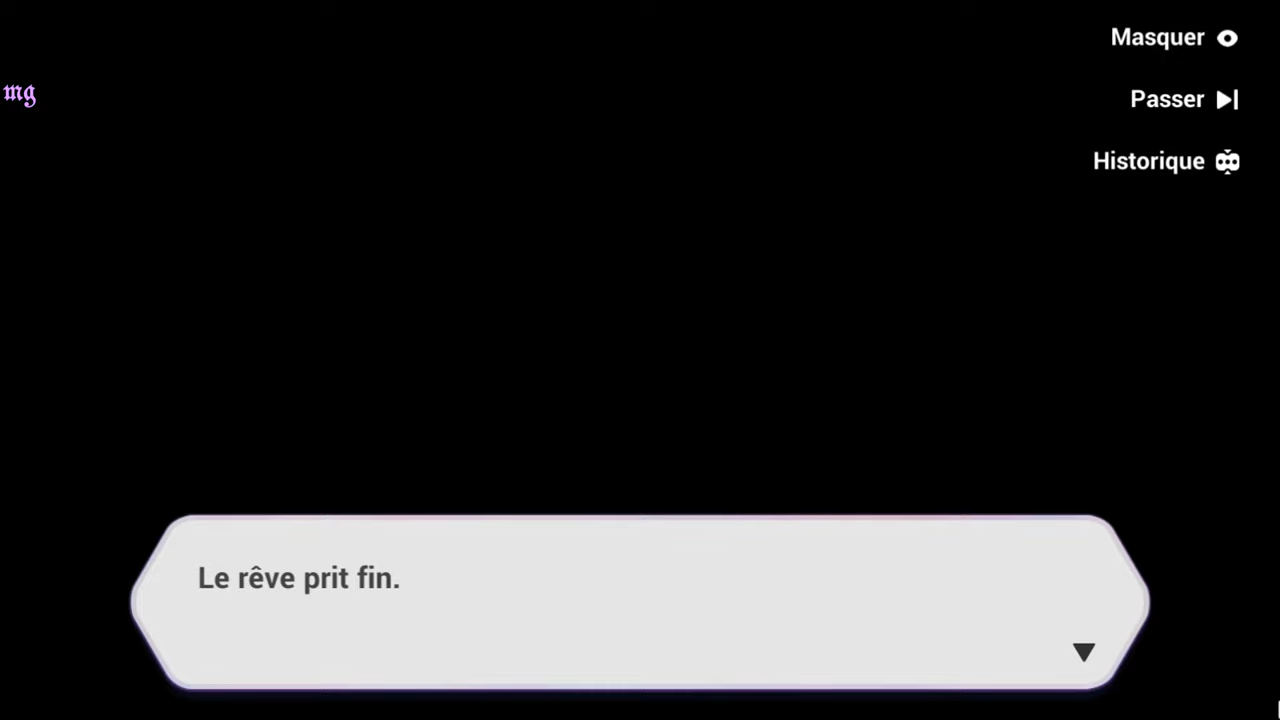 Masquer
mg
Passer
Historique
Le rêve prit fin.